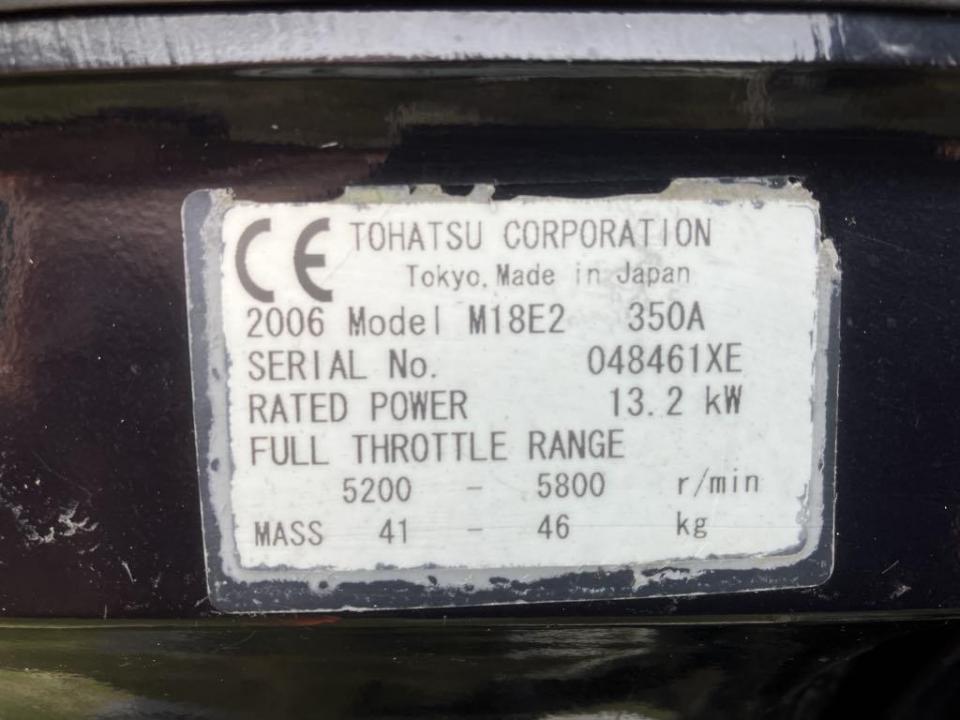 CE TOHATSU CORPORATION
Tokyo, Made in Japan
2006 Model M18E2 350A
SERIAL No. 048461XE
RATED POWER 13.2 kW
FULL THROTTLE RANGE
5200 - 5800 r/min
MASS 41 - 46 kg